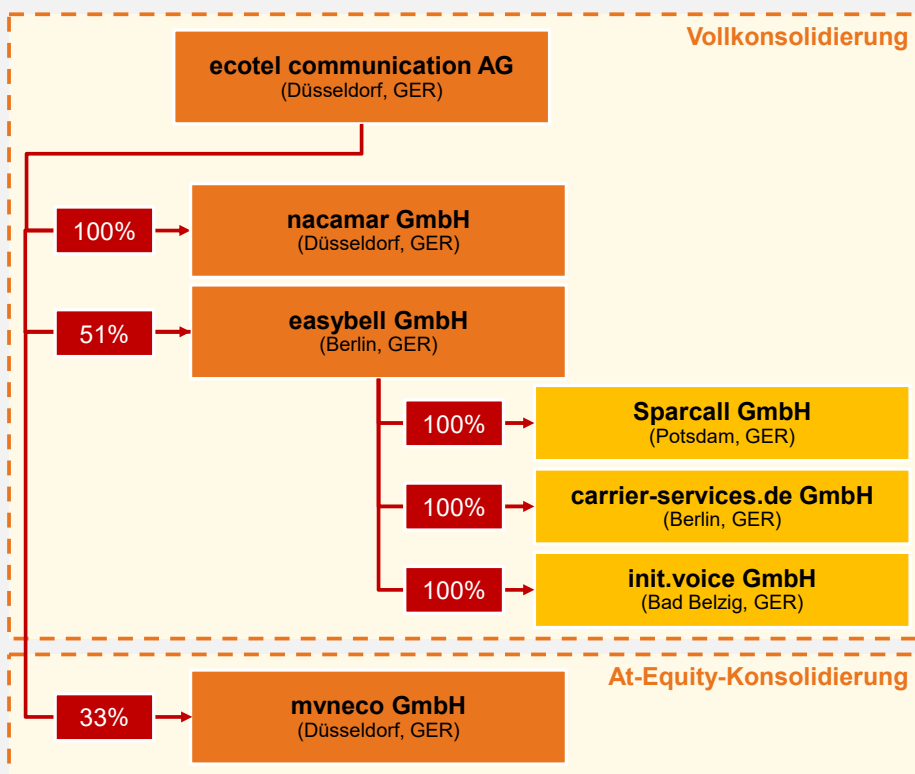 Vollkonsolidierung
ecotel communication AG
(Düsseldorf, GER)
100%
nacamar GmbH
(Düsseldorf, GER)
51%
easybell GmbH
(Berlin, GER)
100%
Sparcall GmbH
(Potsdam, GER)
100%
carrier-services.de GmbH
(Berlin, GER)
100%
init.voice GmbH
(Bad Belzig, GER)
At-Equity-Konsolidierung
33%
mvneco GmbH
(Düsseldorf, GER)